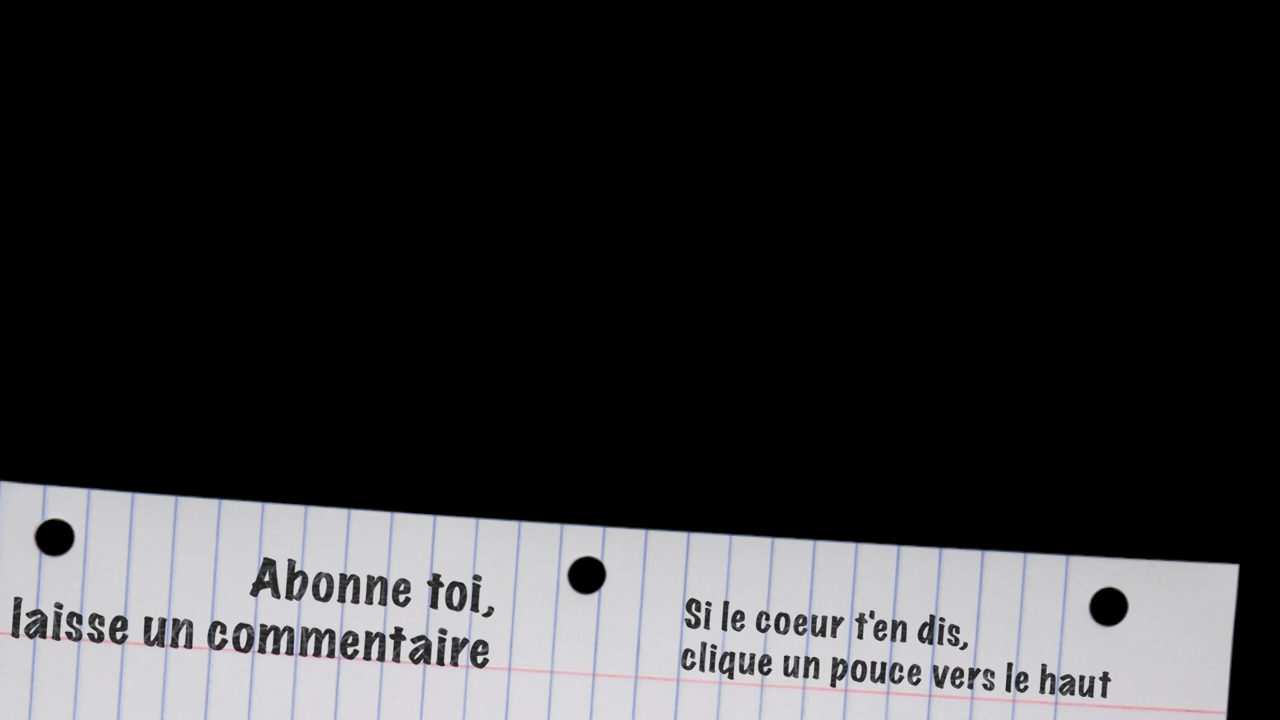 Abonne toi,
laisse un commentaire
Si le coeur t'en dis,
clique un pouce vers le haut